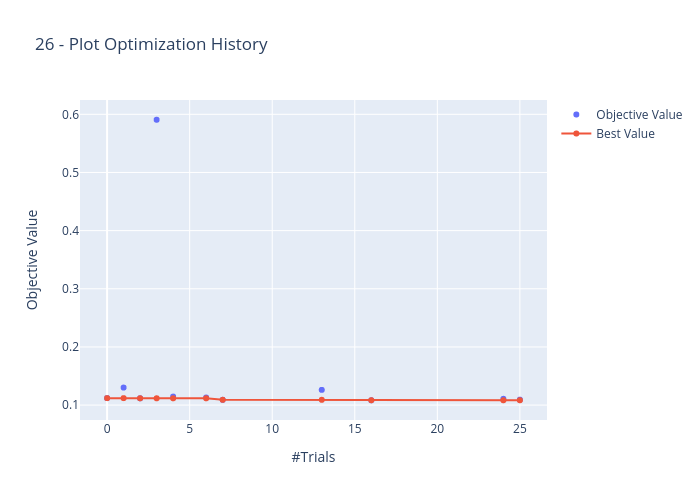 26 - Plot Optimization History
Objective Value
Best Value
Objective Value
0.6
0.5
0.4
0.3
0.2
0.1
0
5
10
15
20
25
#Trials